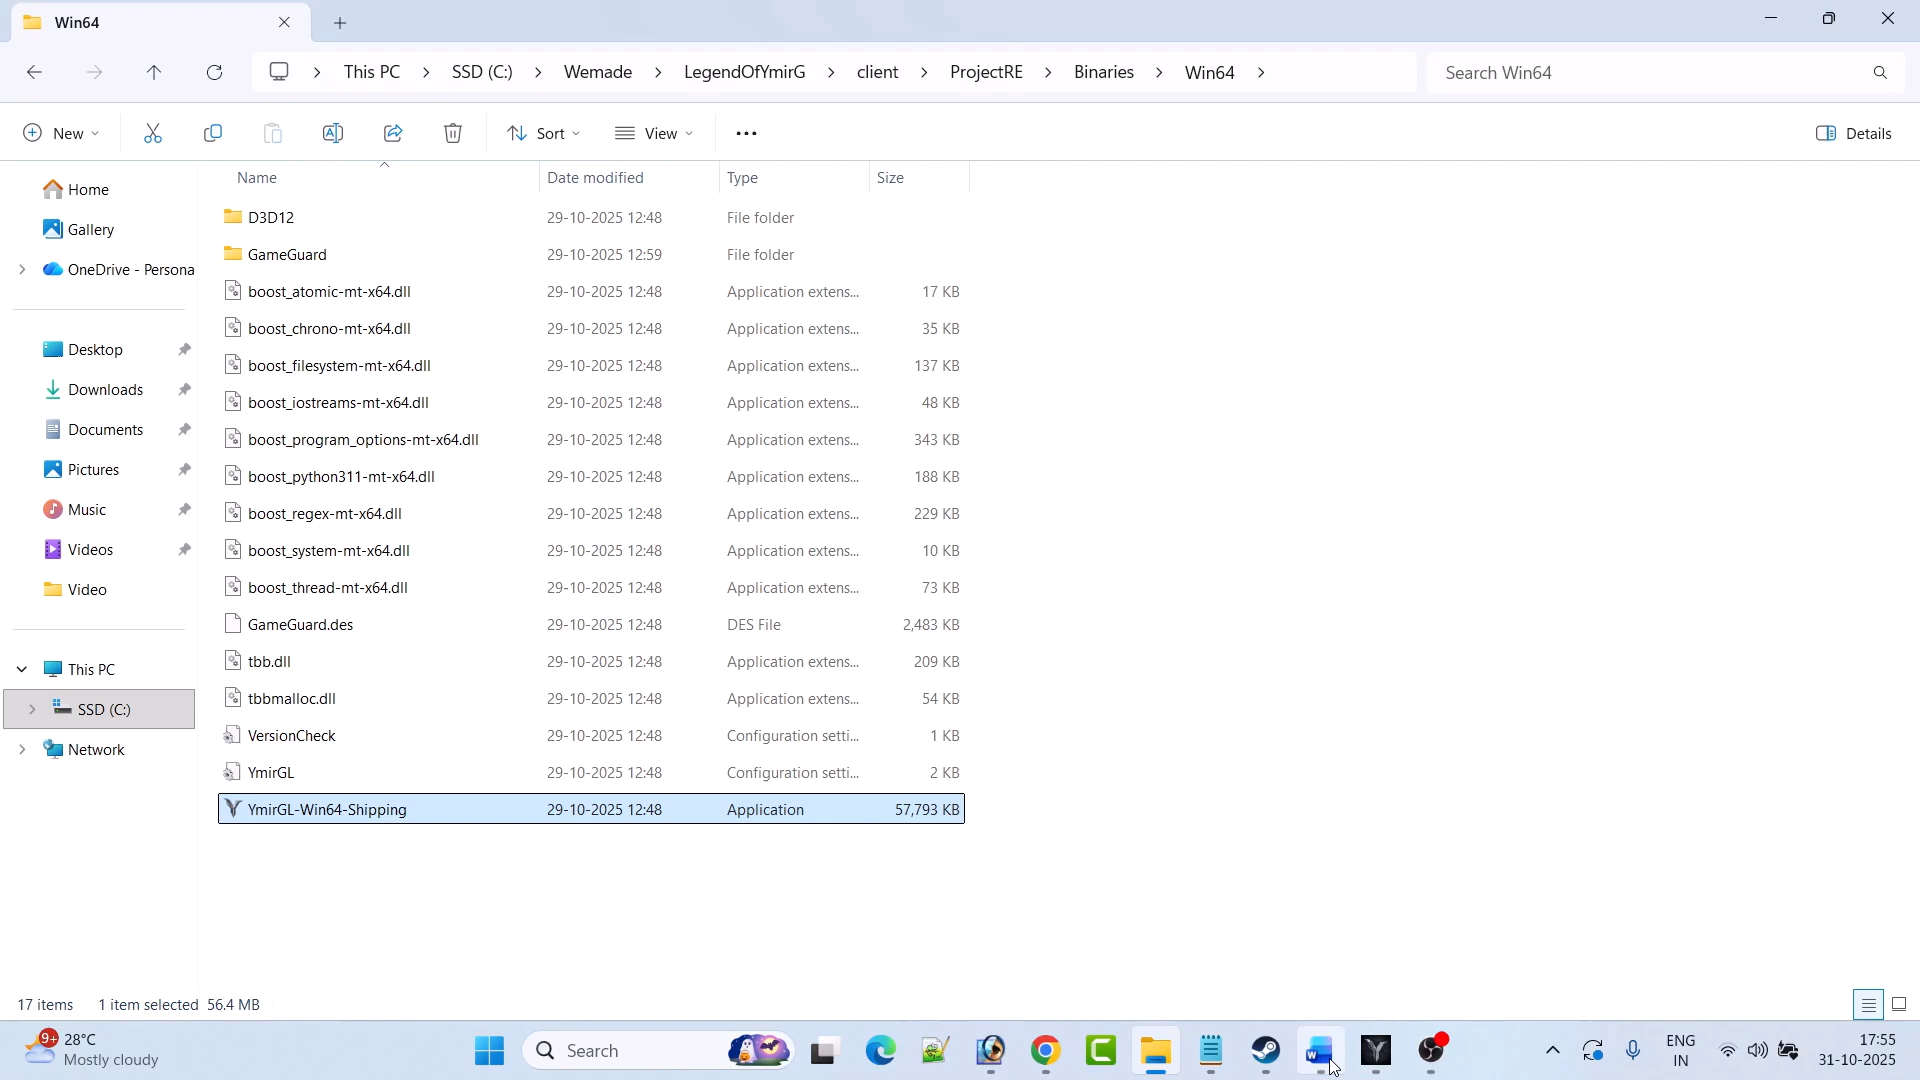 Win64
This PC > SSD (C:) > Wemade > LegendOfYmirG > client > ProjectRE > Binaries > Win64 >
Search Win64
New
Sort
View
Details
Home
Gallery
OneDrive - Persona
Desktop
Downloads
Documents
Pictures
Music
Videos
Video
This PC
SSD (C:)
Network
Name Date modified Type Size
D3D12 29-10-2025 12:48 File folder
GameGuard 29-10-2025 12:59 File folder
boost_atomic-mt-x64.dll 29-10-2025 12:48 Application extens... 17 KB
boost_chrono-mt-x64.dll 29-10-2025 12:48 Application extens... 35 KB
boost_filesystem-mt-x64.dll 29-10-2025 12:48 Application extens... 137 KB
boost_iostreams-mt-x64.dll 29-10-2025 12:48 Application extens... 48 KB
boost_program_options-mt-x64.dll 29-10-2025 12:48 Application extens... 343 KB
boost_python311-mt-x64.dll 29-10-2025 12:48 Application extens... 188 KB
boost_regex-mt-x64.dll 29-10-2025 12:48 Application extens... 229 KB
boost_system-mt-x64.dll 29-10-2025 12:48 Application extens... 10 KB
boost_thread-mt-x64.dll 29-10-2025 12:48 Application extens... 73 KB
GameGuard.des 29-10-2025 12:48 DES File 2,483 KB
tbb.dll 29-10-2025 12:48 Application extens... 209 KB
tbbmalloc.dll 29-10-2025 12:48 Application extens... 54 KB
VersionCheck 29-10-2025 12:48 Configuration setti... 1 KB
YmirGL 29-10-2025 12:48 Configuration setti... 2 KB
YmirGL-Win64-Shipping 29-10-2025 12:48 Application 57,793 KB
17 items 1 item selected 56.4 MB
9+
28°C
Mostly cloudy
Search
ENG
IN
17:55
31-10-2025